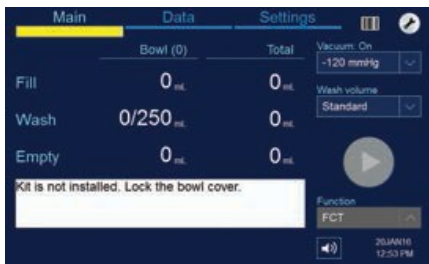 Main Data Settings
Bowl (0) Total Vacuum: On
-120 mmHg
Fill 0 mL 0 mL
Wash volume
Standard
Wash 0/250 mL 0 mL
Empty 0 mL 0 mL
Kit is not installed. Lock the bowl cover.
Function
FCT
20JAN16
12:53 PM